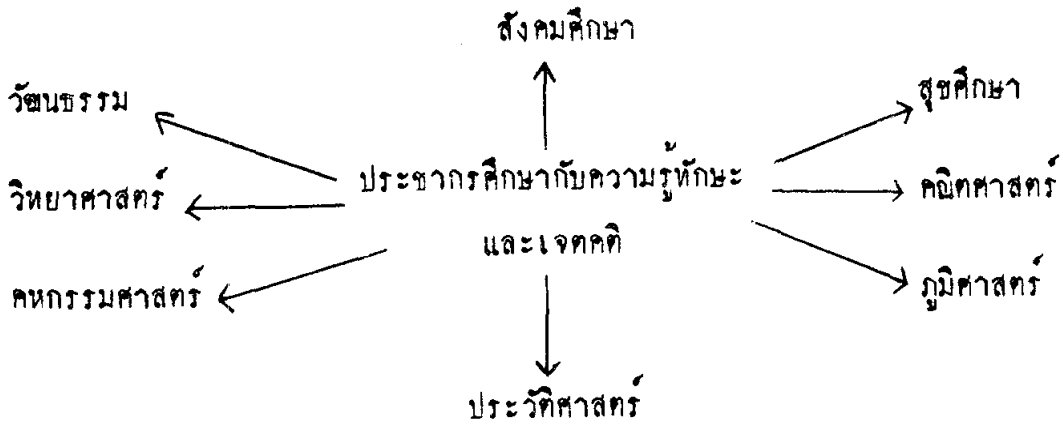 สังคมศึกษา
วัฒนธรรม
สุขศึกษา
ประชากรศึกษากับความรู้ทักษะ
วิทยาศาสตร์
คณิตศาสตร์
และเจตคติ
คหกรรมศาสตร์
ภูมิศาสตร์
ประวัติศาสตร์